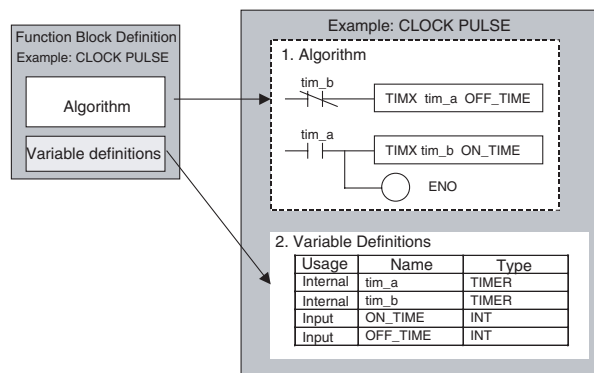 Function Block Definition
Example: CLOCK PULSE
Algorithm
Variable definitions
Example: CLOCK PULSE
1. Algorithm
tim_b
TIMX tim_a OFF_TIME
tim_a
TIMX tim_b ON_TIME
ENO
2. Variable Definitions
Usage Name Type
Internal tim_a TIMER
Internal tim_b TIMER
Input ON_TIME INT
Input OFF_TIME INT